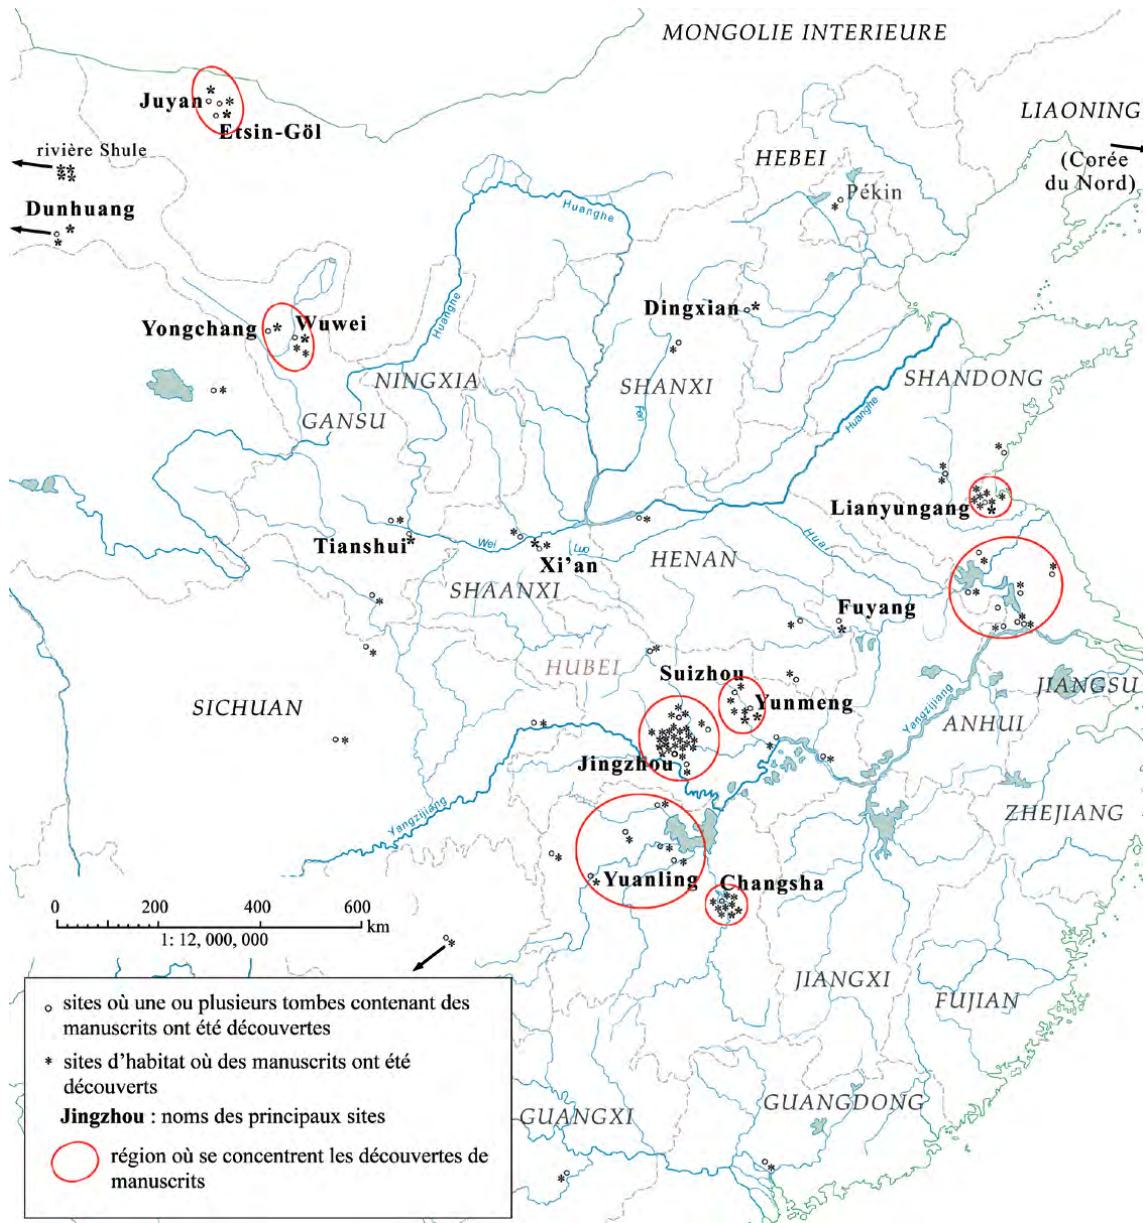 MONGOLIE INTERIEURE
Juyan
Etsin-Göl
LIAONING
rivière Shule
HEBEI
(Corée
du Nord)
Pékin
Dunhuang
Huanghe
Dingxian
Yongchang
Wuwei
Huanghe
NINGXIA
SHANXI
SHANDONG
GANSU
Fen
Huanghe
Lianyungang
Tianshui
Wei
Xi'an
Luo
HENAN
Huai
SHAANXI
Fuyang
HUBEI
Suizhou
JIANGSU
SICHUAN
Yunmeng
ANHUI
Yangzijiang
Jingzhou
Yangzijiang
ZHEJIANG
Yuanling
Changsha
0 200 400 600 km
1: 12, 000, 000
JIANGXI
FUJIAN
sites où une ou plusieurs tombes contenant des
manuscrits ont été découvertes
* sites d'habitat où des manuscrits ont été
découverts
Jingzhou : noms des principaux sites
région où se concentrent les découvertes de
manuscrits
GUANGXI
GUANGDONG